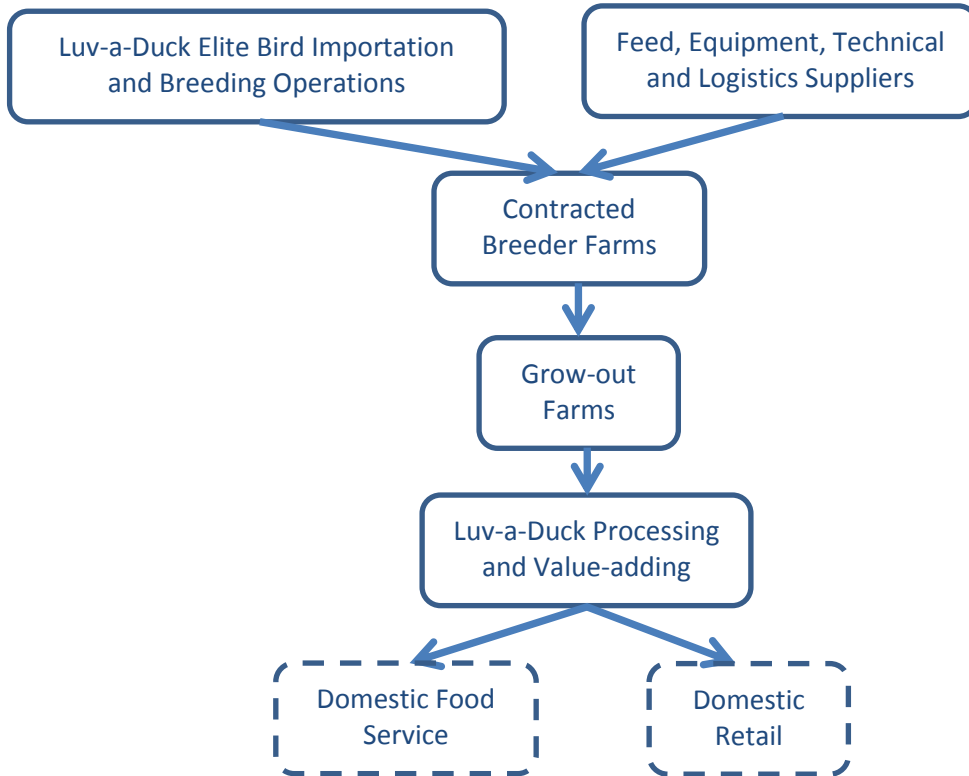 Luv-a-Duck Elite Bird Importation
and Breeding Operations
Feed, Equipment, Technical
and Logistics Suppliers
Contracted
Breeder Farms
Grow-out
Farms
Luv-a-Duck Processing
and Value-adding
Domestic Food
Service
Domestic
Retail